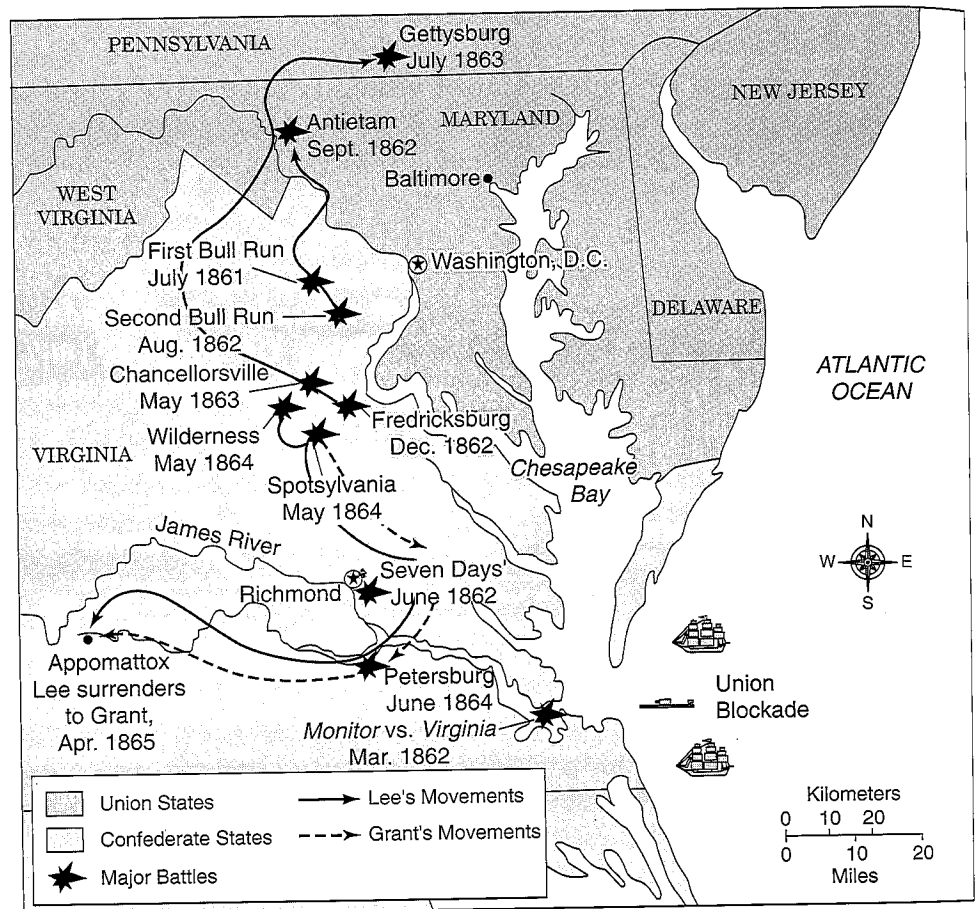 PENNSYLVANIA
Gettysburg
July 1863
NEW JERSEY
Antietam
Sept. 1862
MARYLAND
Baltimore
WEST
VIRGINIA
First Bull Run
July 1861
Washington, D.C.
Second Bull Run
Aug. 1862
DELAWARE
Chancellorsville
May 1863
ATLANTIC
OCEAN
Wilderness
May 1864
Fredricksburg
Dec. 1862
VIRGINIA
Chesapeake
Bay
Spotsylvania
May 1864
James River
N
W
E
S
Richmond
Seven Days'
June 1862
Appomattox
Lee surrenders
to Grant,
Apr. 1865
Petersburg
June 1864
Monitor vs. Virginia
Mar. 1862
Union
Blockade
Union States
Confederate States
Major Battles
Lee's Movements
Grant's Movements
Kilometers
0 10 20
0 10 20
Miles